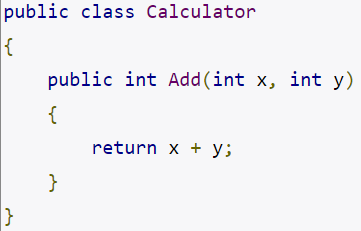 public class Calculator
{
    public int Add(int x, int y)
    {
        return x + y;
    }
}